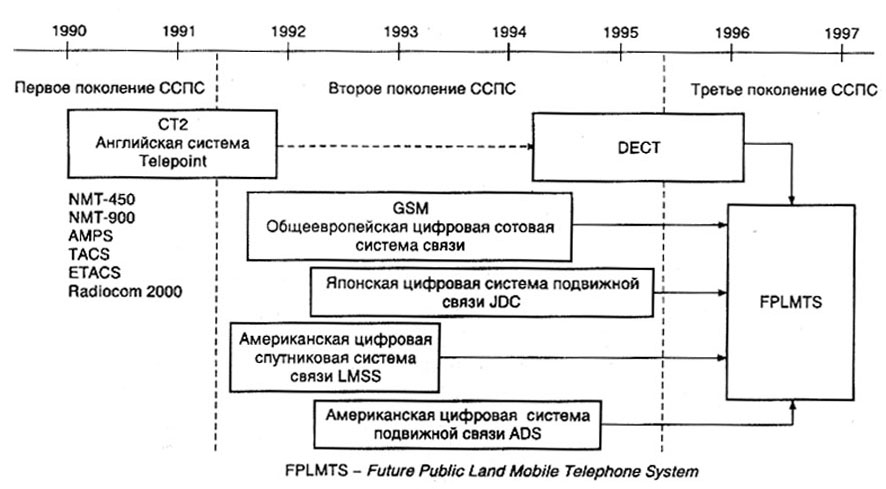 1990 1991 1992 1993 1994 1995 1996 1997
Первое поколение ССПС Второе поколение ССПС Третье поколение ССПС
CT2
Английская система
Telepoint
DECT
NMT-450
NMT-900
AMPS
TACS
ETACS
Radiocom 2000
GSM
Общеевропейская цифровая сотовая
система связи
Японская цифровая система подвижной
связи JDC
FPLMTS
Американская цифровая
спутниковая система
связи LMSS
Американская цифровая система
подвижной связи ADS
FPLMTS – Future Public Land Mobile Telephone System